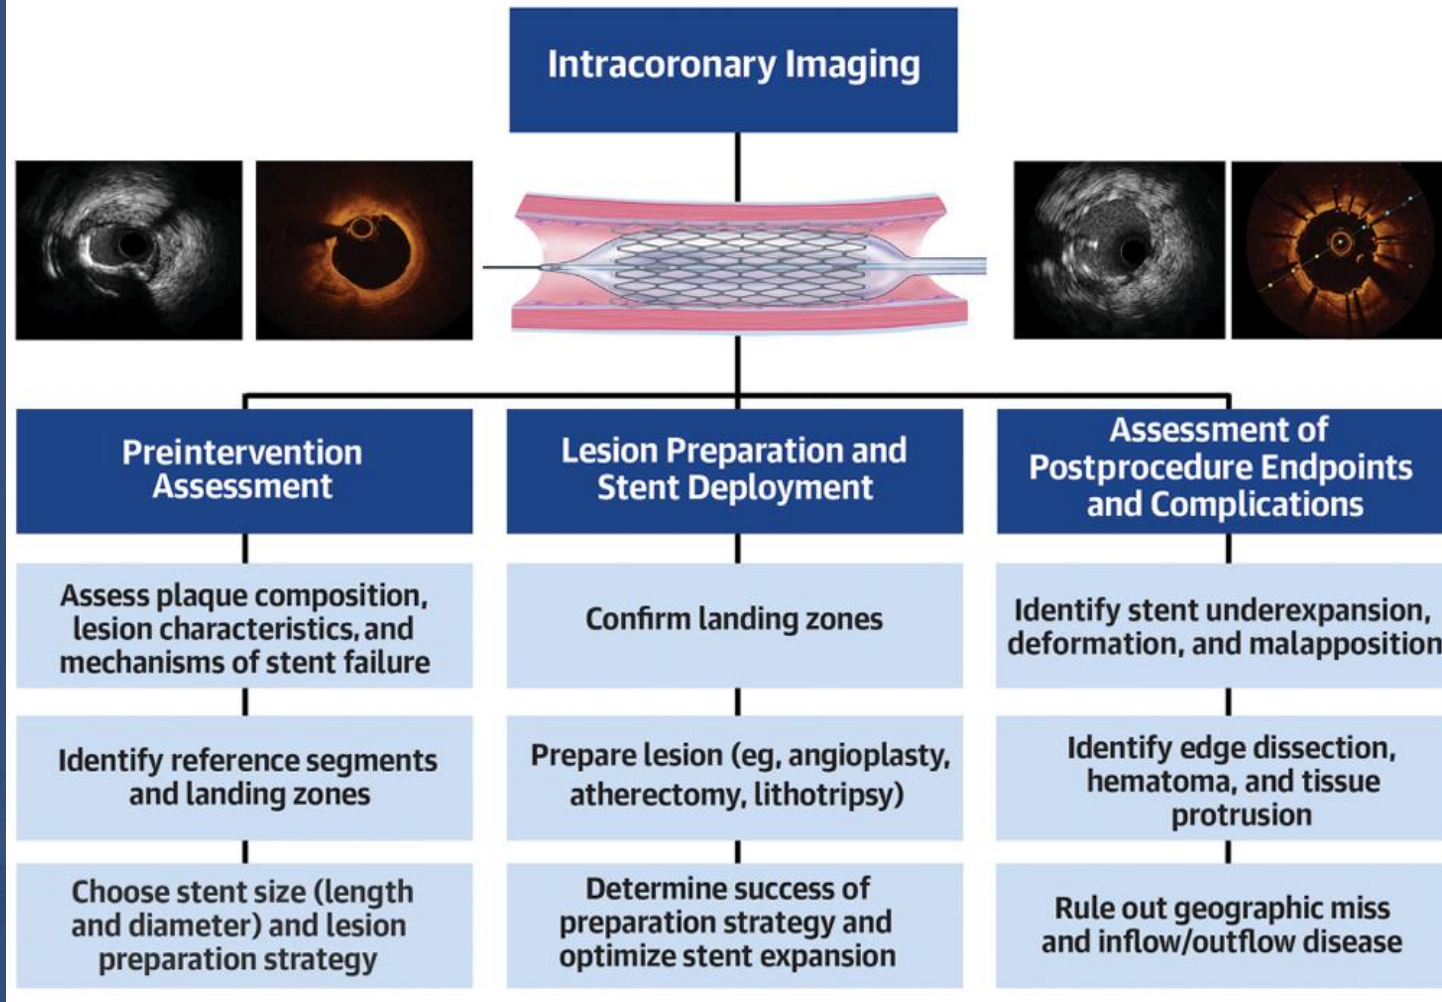 Intracoronary Imaging
Preintervention
Assessment
Assess plaque composition,
lesion characteristics, and
mechanisms of stent failure
Identify reference segments
and landing zones
Choose stent size (length
and diameter) and lesion
preparation strategy
Lesion Preparation and
Stent Deployment
Confirm landing zones
Prepare lesion (eg, angioplasty,
atherectomy, lithotripsy)
Determine success of
preparation strategy and
optimize stent expansion
Assessment of
Postprocedure Endpoints
and Complications
Identify stent underexpansion,
deformation, and malapposition
Identify edge dissection,
hematoma, and tissue
protrusion
Rule out geographic miss
and inflow/outflow disease